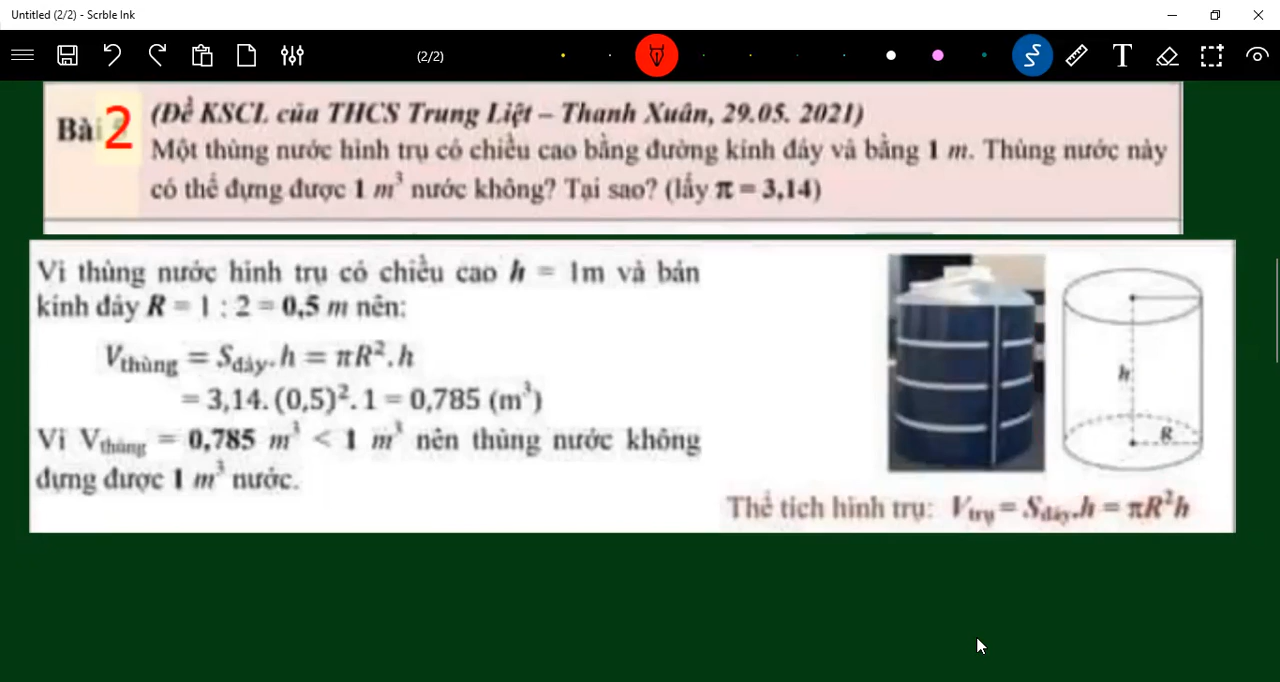 Untitled (2/2) - Scrble Ink
(2/2)
T
Bài 2
(Đề KSCL của THCS Trung Liệt – Thanh Xuân, 29.05. 2021)
Một thùng nước hình trụ có chiều cao bằng đường kính đáy và bằng 1 m. Thùng nước này
có thể đựng được 1 m³ nước không? Tại sao? (lấy π = 3,14)
Vì thùng nước hình trụ có chiều cao h = 1m và bán
kính đáy R = 1 : 2 = 0,5 m nên:
V thùng = S đáy. h = πR². h
= 3,14. (0,5)². 1 = 0,785 (m³)
Vì V thùng = 0,785 m³ < 1 m³ nên thùng nước không
đựng được 1 m³ nước.
h
R
Thể tích hình trụ: V trụ = S đáy.h = πR²h